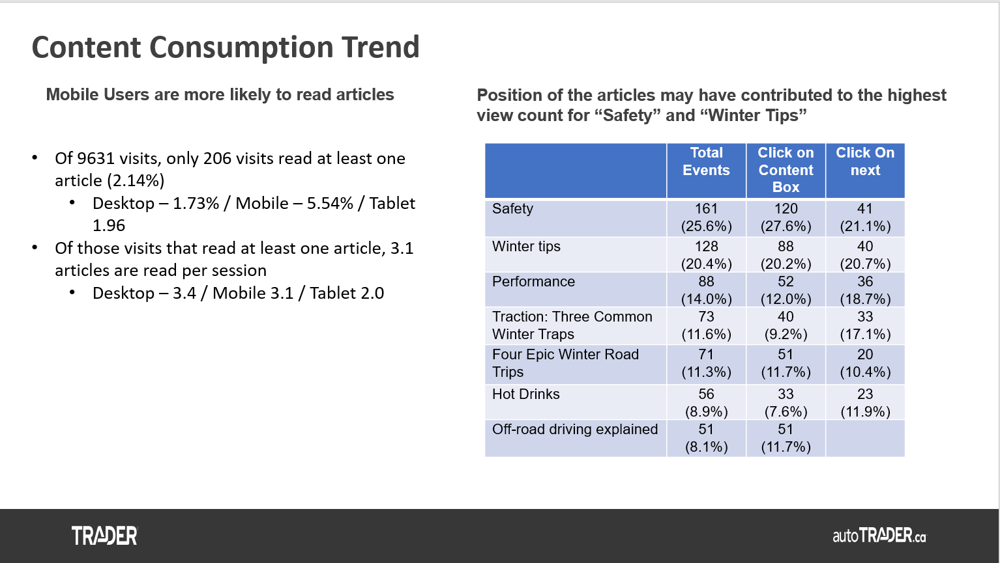 Content Consumption Trend
Mobile Users are more likely to read articles
• Of 9631 visits, only 206 visits read at least one
article (2.14%)
• Desktop – 1.73% / Mobile – 5.54% / Tablet
1.96
• Of those visits that read at least one article, 3.1
articles are read per session
• Desktop – 3.4 / Mobile 3.1 / Tablet 2.0
Position of the articles may have contributed to the highest
view count for “Safety” and “Winter Tips”
Total Events Click on Content Box Click On next
Safety 161 (25.6%) 120 (27.6%) 41 (21.1%)
Winter tips 128 (20.4%) 88 (20.2%) 40 (20.7%)
Performance 88 (14.0%) 52 (12.0%) 36 (18.7%)
Traction: Three Common Winter Traps 73 (11.6%) 40 (9.2%) 33 (17.1%)
Four Epic Winter Road Trips 71 (11.3%) 51 (11.7%) 20 (10.4%)
Hot Drinks 56 (8.9%) 33 (7.6%) 23 (11.9%)
Off-road driving explained 51 (8.1%) 51 (11.7%)
TRADER
autoTRADER.ca